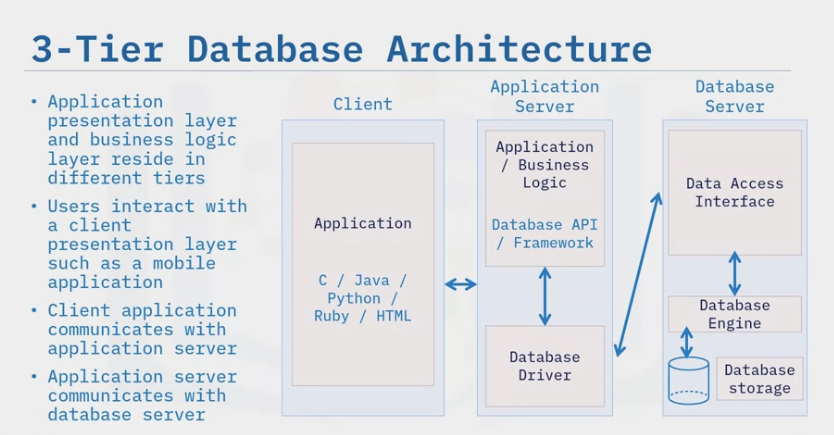 3-Tier Database Architecture
• Application
presentation layer
and business logic
layer reside in
different tiers
• Users interact with
a client
presentation layer
such as a mobile
application
• Client application
communicates with
application server
• Application server
communicates with
database server
Client
Application
C / Java /
Python /
Ruby / HTML
Application
Server
Application
/ Business
Logic
Database API
/ Framework
Database
Driver
Database
Server
Data Access
Interface
Database
Engine
Database
storage